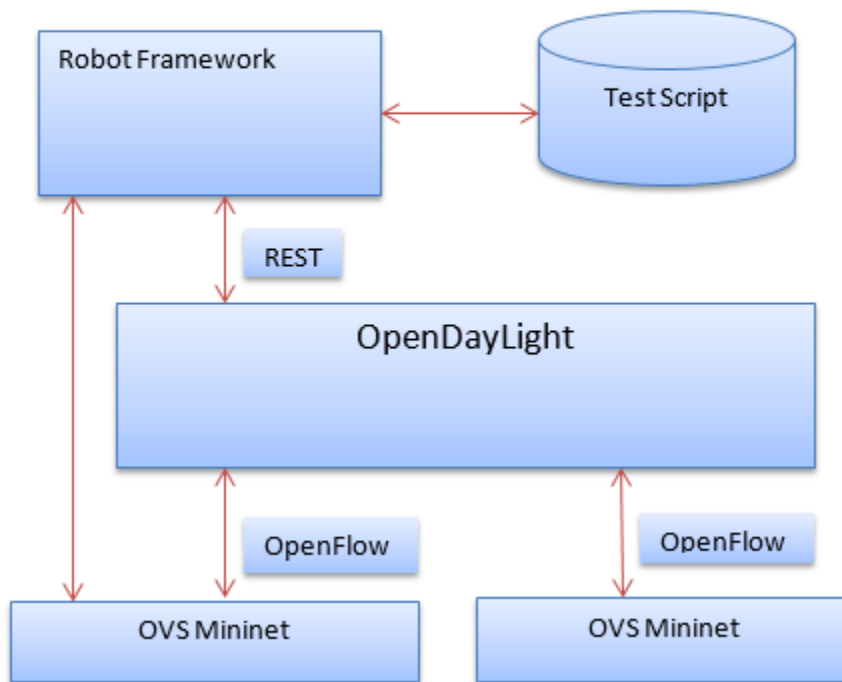 Robot Framework
Test Script
REST
OpenDayLight
OpenFlow
OpenFlow
OVS Mininet
OVS Mininet